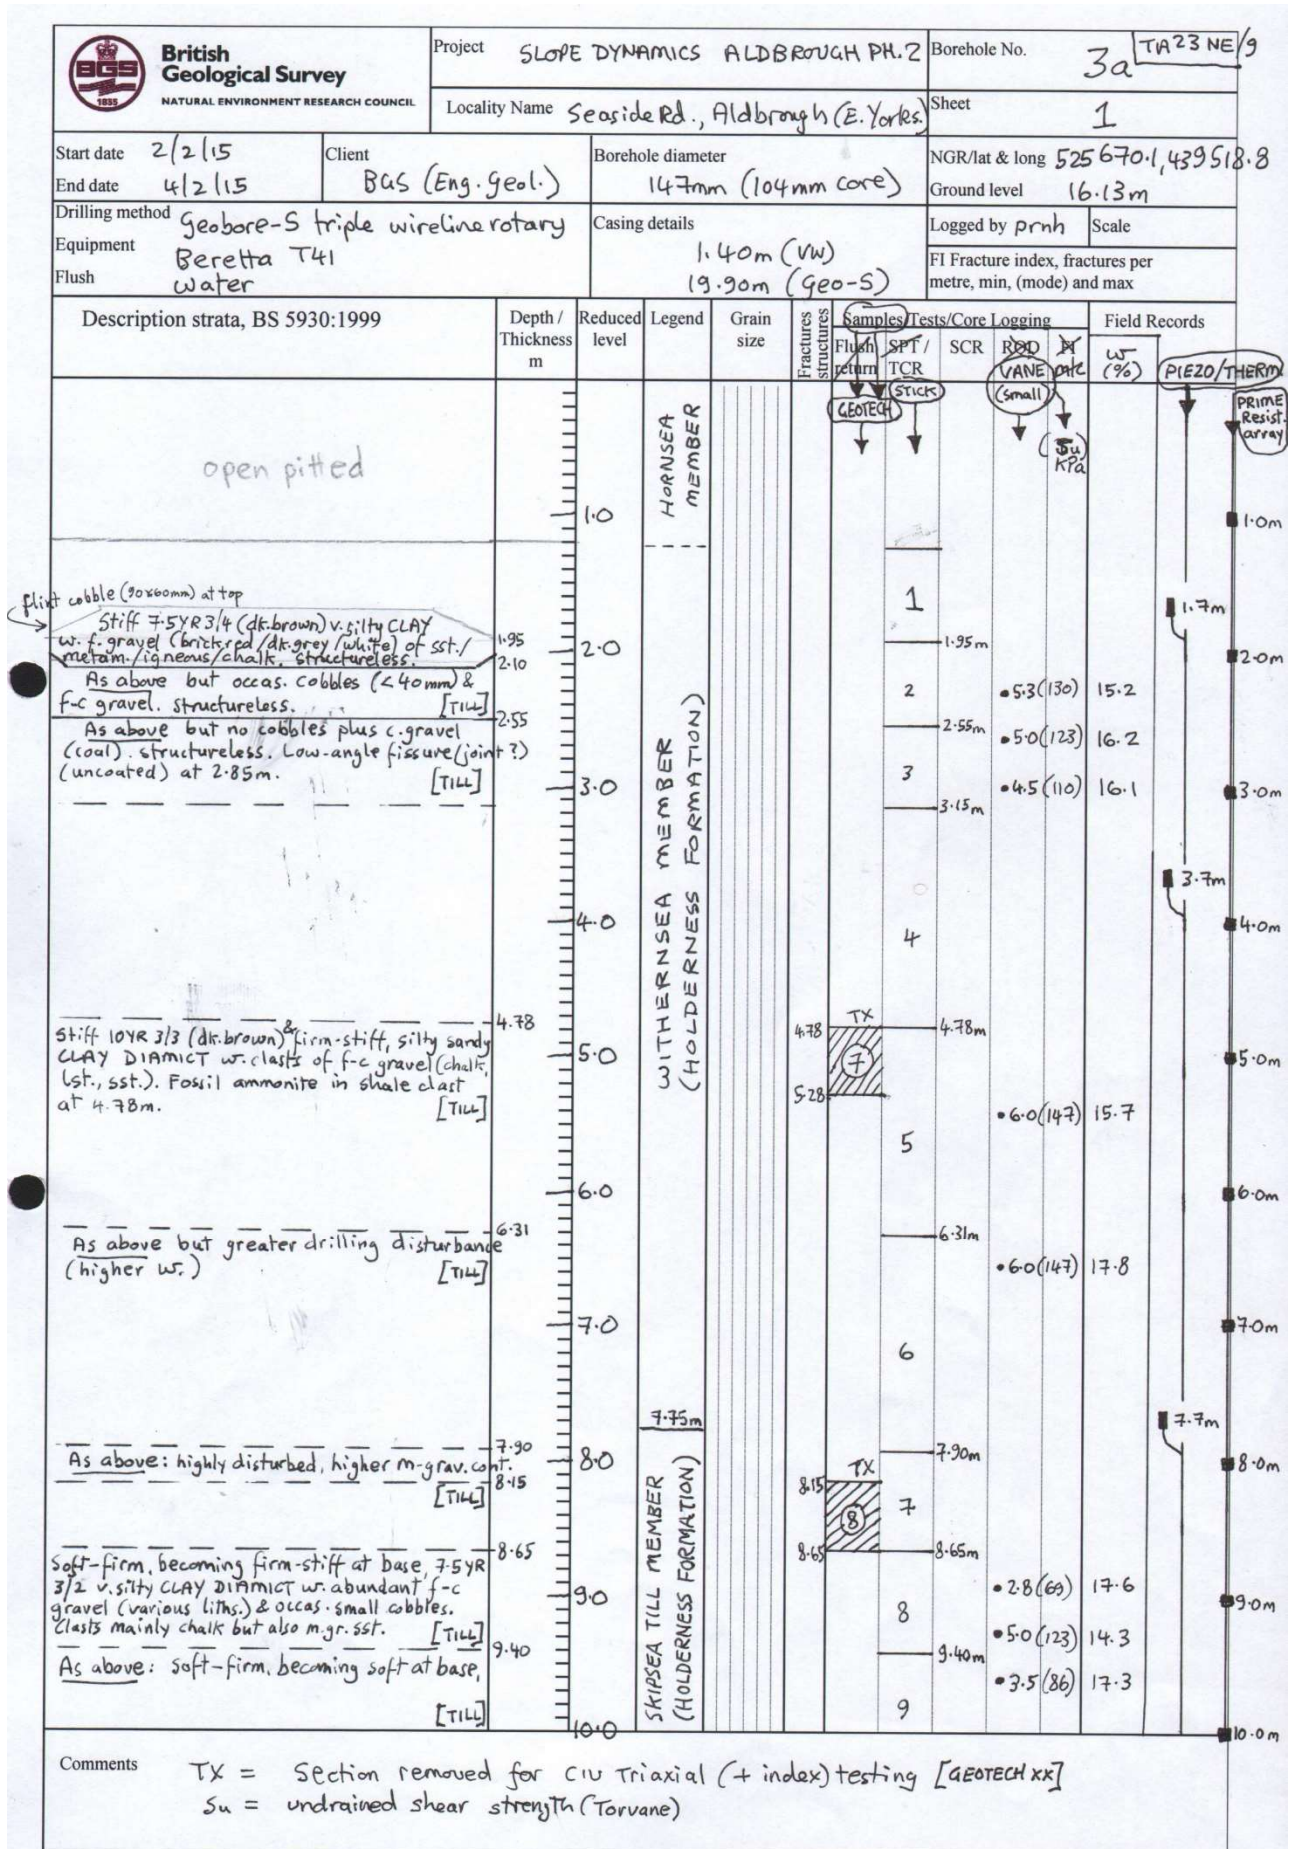 BGS
1835
British
Geological Survey
NATURAL ENVIRONMENT RESEARCH COUNCIL
Project SLOPE DYNAMICS ALDBROUGH PH.2
Borehole No. 3a
TA23 NE/9
Locality Name Seaside Rd., Aldbrough (E. Yorks.)
Sheet 1
Start date 2/2/15
End date 4/2/15
Client
BGS (Eng. Geol.)
Borehole diameter
147mm (104mm core)
NGR/lat & long 525670.1, 439518.8
Ground level 16.13m
Drilling method Geobore-S triple wireline rotary
Equipment Beretta T41
Flush water
Casing details
1.40m (VW)
19.90m (Geo-S)
Logged by prnh
Scale
FI Fracture index, fractures per
metre, min, (mode) and max
Description strata, BS 5930:1999
Depth /
Thickness
m
Reduced
level
Legend
Grain
size
Fractures
structures
Samples/Tests/Core Logging
Flush
return
SPT /
TCR
SCR
RQD
FI
Field Records
GEOTECH
STICK
VANE
(small)
(Su)
kPa
w
(%)
PIEZO/THERM
PRIME
Resist.
array
open pitted
flint cobble (90x60mm) at top
Stiff 7.5YR 3/4 (dk.brown) v.silty CLAY
w. f. gravel (brick red/dk.grey/white) of sst./
metam./igneous/chalk. structureless.
1.95
2.10
As above but occas. cobbles (<40mm) &
f-c gravel. structureless. [TILL]
2.55
As above but no cobbles plus c.gravel
(coal). structureless. Low-angle fissure (joint?)
(uncoated) at 2.85m.
[TILL]
4.78
Stiff 10YR 3/3 (dk.brown) & firm-stiff, silty sandy
CLAY DIAMICT w. clasts of f-c gravel (chalk,
lst., sst.). Fossil ammonite in shale clast
at 4.78m. [TILL]
6.31
As above but greater drilling disturbance
(higher w.) [TILL]
7.90
As above: highly disturbed, higher m-grav. cont.
8.15
[TILL]
8.65
Soft-firm, becoming firm-stiff at base, 7.5YR
3/2 v.silty CLAY DIAMICT w. abundant f-c
gravel (various liths.) & occas. small cobbles.
Clasts mainly chalk but also m.gr. sst. [TILL]
9.40
As above: soft-firm, becoming soft at base,
[TILL]
1.0
2.0
3.0
4.0
5.0
6.0
7.0
8.0
9.0
10.0
HORNSEA
MEMBER
WITHERNSEA MEMBER
(HOLDERNESS FORMATION)
7.75m
SKIPSEA TILL MEMBER
(HOLDERNESS FORMATION)
TX
4.78
7
5.28
TX
8.15
8
8.65
1
1.95m
2
2.55m
3
3.15m
4
4.78m
5
6.31m
6
7.90m
7
8.65m
8
9.40m
9
5.3 (130) 15.2
5.0 (123) 16.2
4.5 (110) 16.1
6.0 (147) 15.7
6.0 (147) 17.8
2.8 (69) 17.6
5.0 (123) 14.3
3.5 (86) 17.3
1.7m
3.7m
7.7m
1.0m
2.0m
3.0m
4.0m
5.0m
6.0m
7.0m
8.0m
9.0m
10.0m
Comments
TX = Section removed for CIU Triaxial (+ index) testing [GEOTECH XX]
Su = undrained shear strength (Torvane)